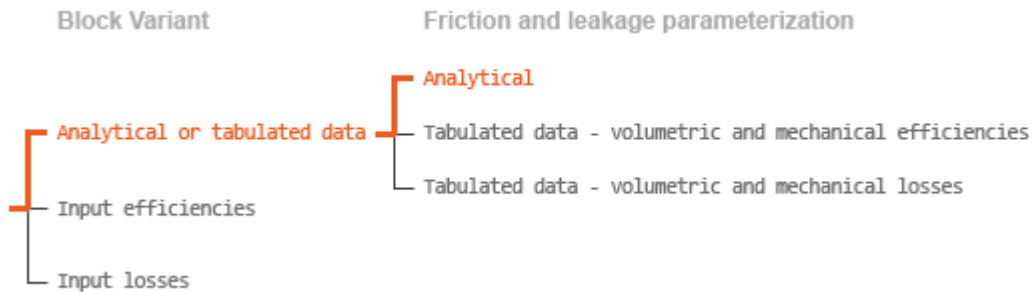 Block Variant
Friction and leakage parameterization
Analytical
Analytical or tabulated data
Tabulated data - volumetric and mechanical efficiencies
Tabulated data - volumetric and mechanical losses
Input efficiencies
Input losses